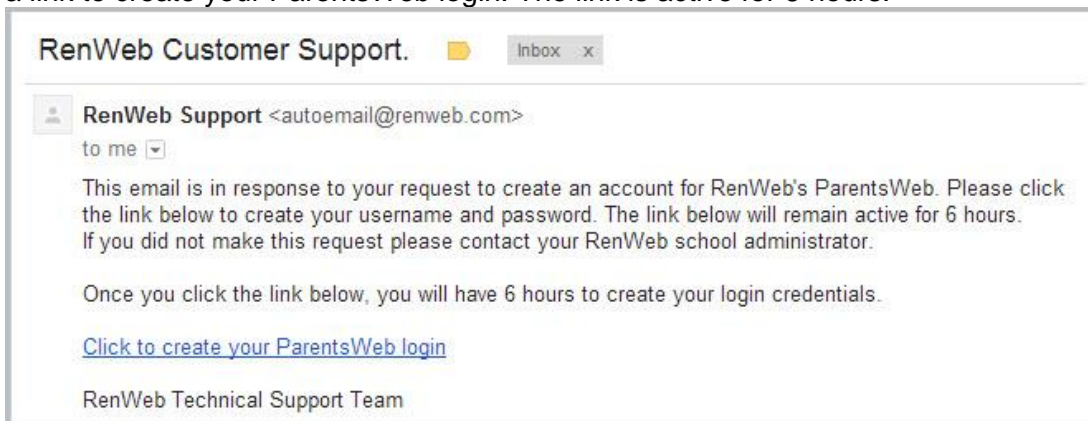 a link to create your ParentsWeb login. The link is active for 6 hours.
RenWeb Customer Support.
Inbox x
RenWeb Support <autoemail@renweb.com>
to me
This email is in response to your request to create an account for RenWeb's ParentsWeb. Please click
the link below to create your username and password. The link below will remain active for 6 hours.
If you did not make this request please contact your RenWeb school administrator.
Once you click the link below, you will have 6 hours to create your login credentials.
Click to create your ParentsWeb login
RenWeb Technical Support Team